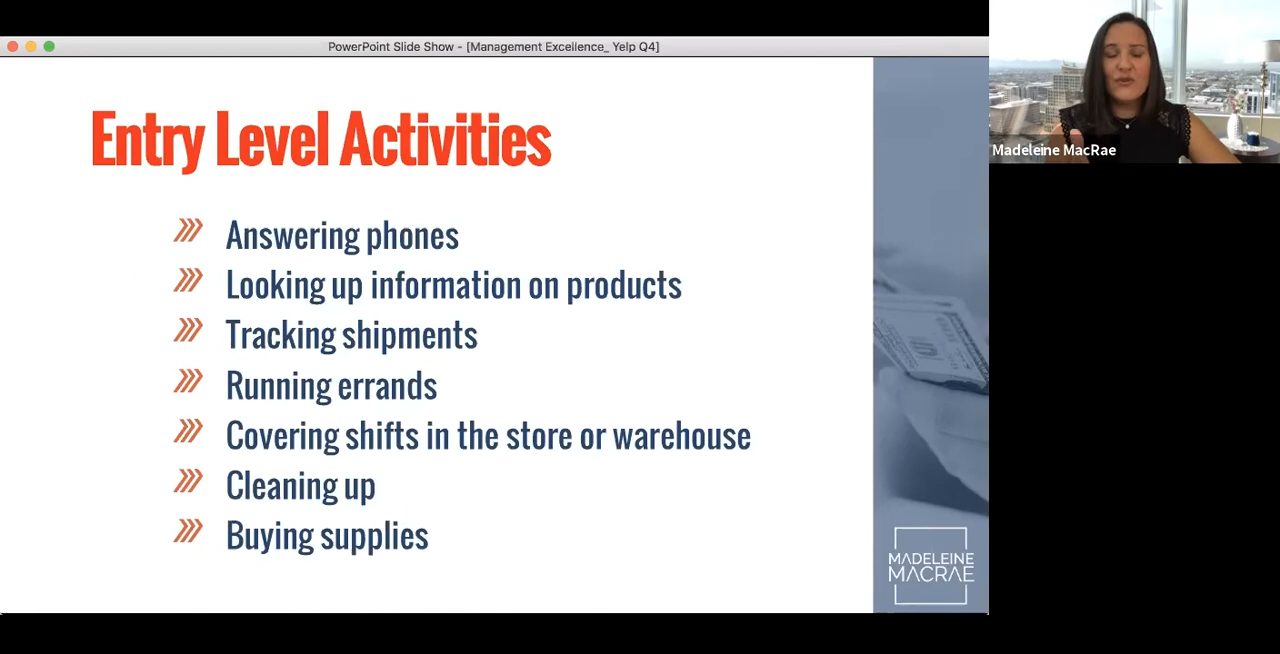 PowerPoint Slide Show - [Management Excellence_ Yelp Q4]
Entry Level Activities
Answering phones
Looking up information on products
Tracking shipments
Running errands
Covering shifts in the store or warehouse
Cleaning up
Buying supplies
MADELEINE
MACRAE
Madeleine MacRae